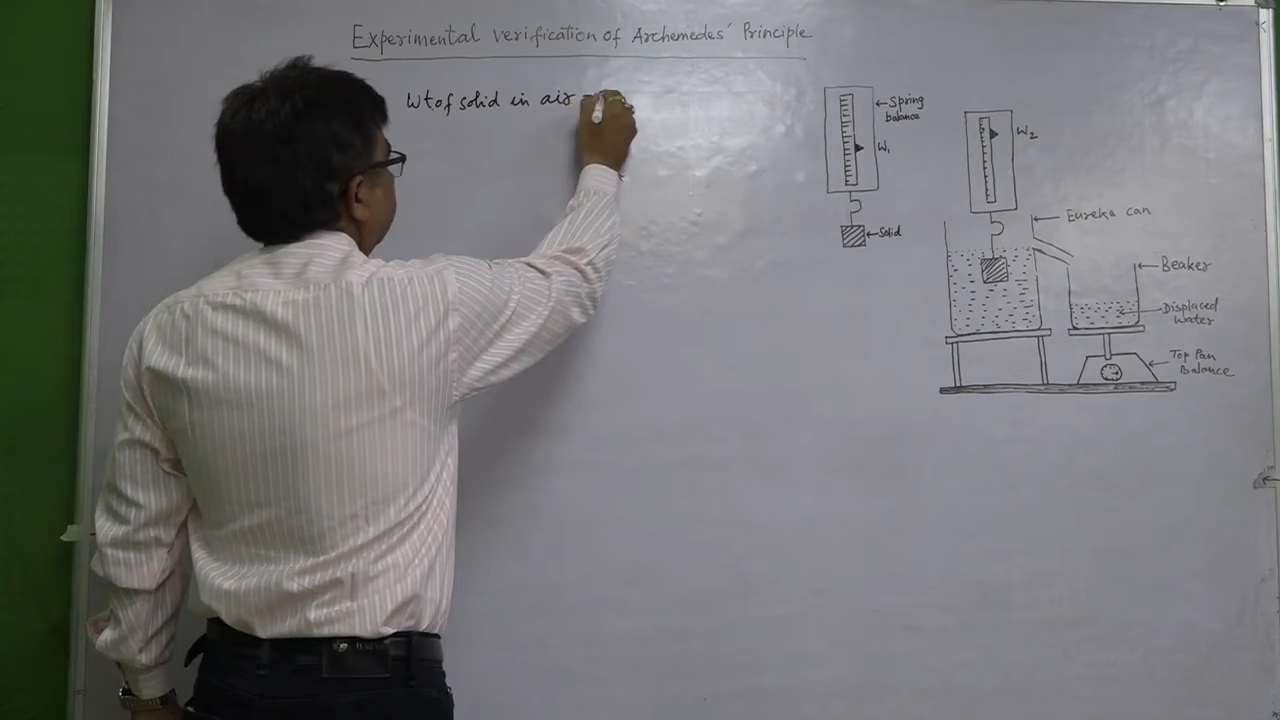 Experimental verification of Archemedes' Principle
Wt of solid in air =
Spring
balance
W1
Solid
W2
Eureka can
Beaker
Displaced
Water
Top Pan
Balance